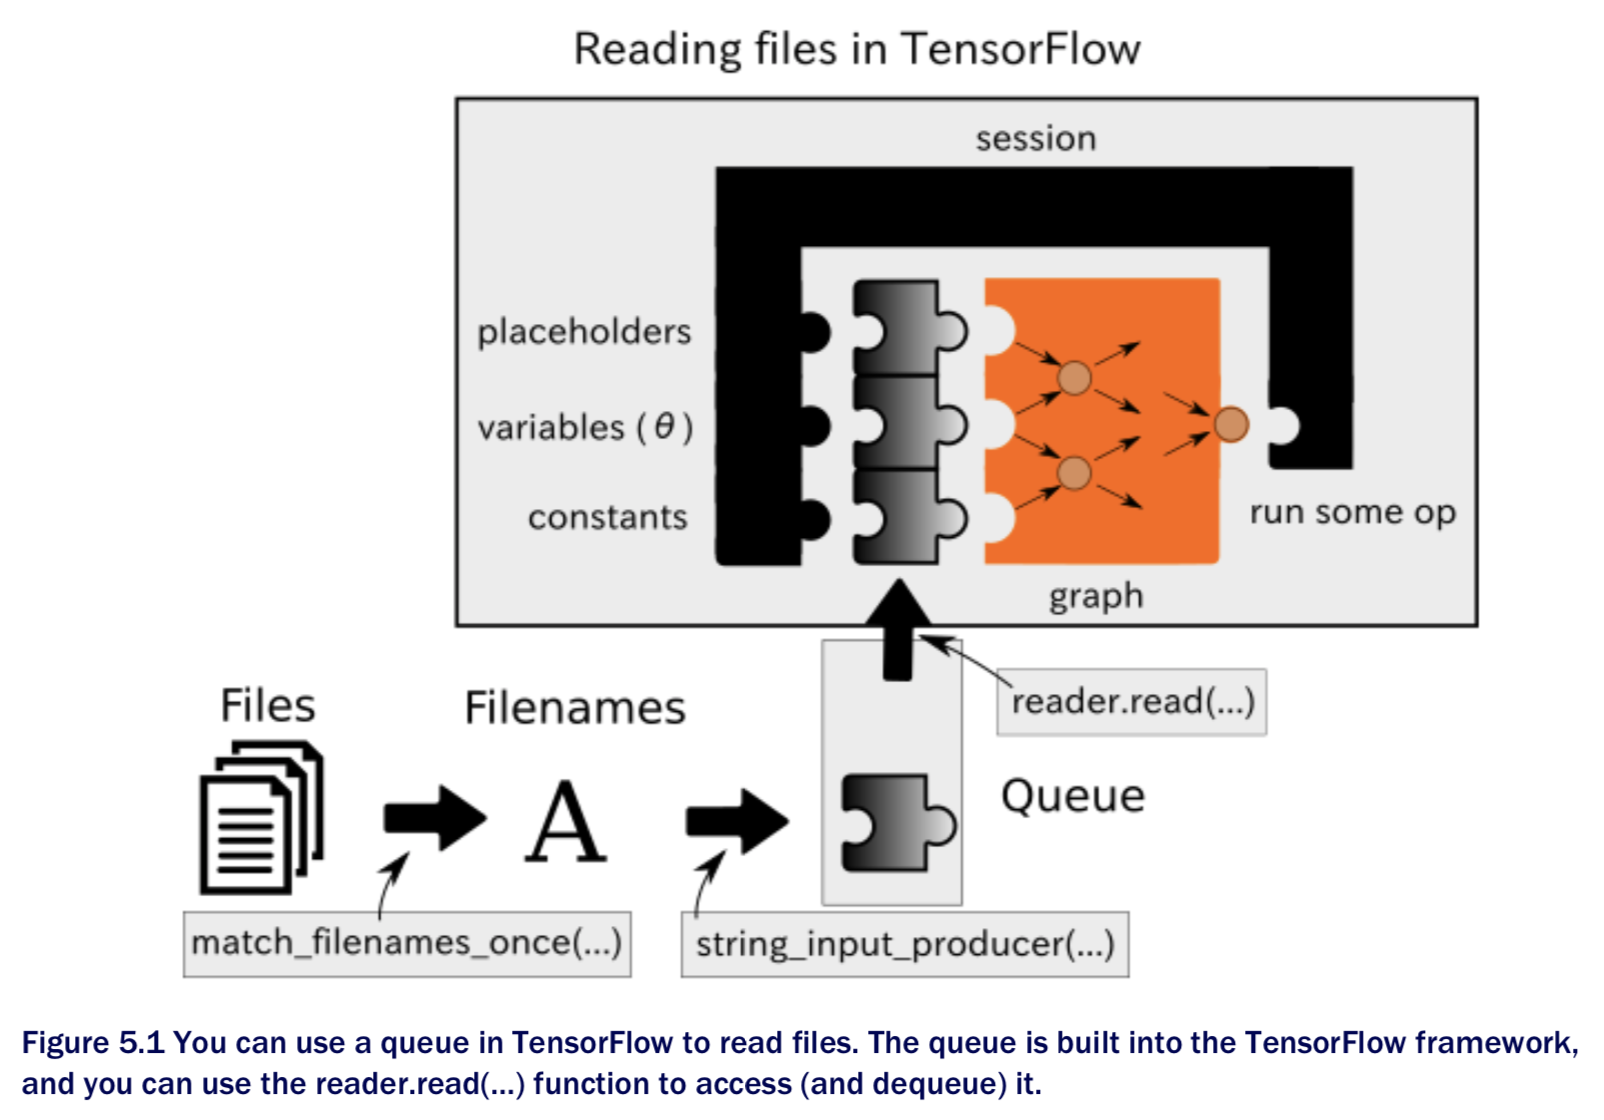 Reading files in TensorFlow
session
placeholders
variables (θ)
constants
run some op
graph
reader.read(...)
Files
Filenames
A
Queue
match_filenames_once(...)
string_input_producer(...)
Figure 5.1 You can use a queue in TensorFlow to read files. The queue is built into the TensorFlow framework,
and you can use the reader.read(...) function to access (and dequeue) it.